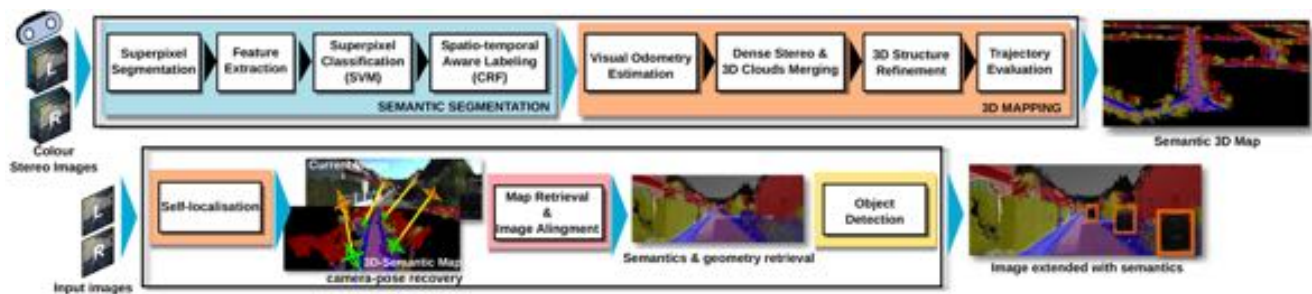 L
R
Colour
Stereo Images
Superpixel
Segmentation
Feature
Extraction
Superpixel
Classification
(SVM)
Spatio-temporal
Aware Labeling
(CRF)
SEMANTIC SEGMENTATION
Visual Odometry
Estimation
Dense Stereo &
3D Clouds Merging
3D Structure
Refinement
Trajectory
Evaluation
3D MAPPING
Semantic 3D Map
L
R
Input images
Self-localisation
Current
3D-Semantic Map
camera-pose recovery
Map Retrieval
&
Image Alingment
Semantics & geometry retrieval
Object
Detection
Image extended with semantics